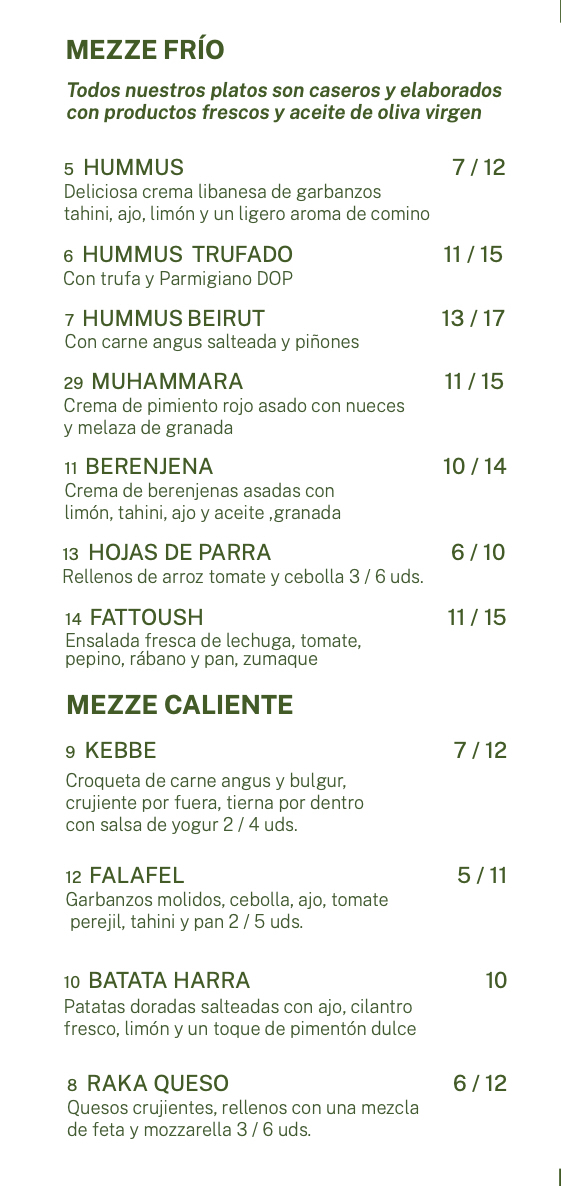 MEZZE FRÍO
Todos nuestros platos son caseros y elaborados
con productos frescos y aceite de oliva virgen
5 HUMMUS 7 / 12
Deliciosa crema libanesa de garbanzos
tahini, ajo, limón y un ligero aroma de comino
6 HUMMUS TRUFADO 11 / 15
Con trufa y Parmigiano DOP
7 HUMMUS BEIRUT 13 / 17
Con carne angus salteada y piñones
29 MUHAMMARA 11 / 15
Crema de pimiento rojo asado con nueces
y melaza de granada
11 BERENJENA 10 / 14
Crema de berenjenas asadas con
limón, tahini, ajo y aceite ,granada
13 HOJAS DE PARRA 6 / 10
Rellenos de arroz tomate y cebolla 3 / 6 uds.
14 FATTOUSH 11 / 15
Ensalada fresca de lechuga, tomate,
pepino, rábano y pan, zumaque
MEZZE CALIENTE
9 KEBBE 7 / 12
Croqueta de carne angus y bulgur,
crujiente por fuera, tierna por dentro
con salsa de yogur 2 / 4 uds.
12 FALAFEL 5 / 11
Garbanzos molidos, cebolla, ajo, tomate
perejil, tahini y pan 2 / 5 uds.
10 BATATA HARRA 10
Patatas doradas salteadas con ajo, cilantro
fresco, limón y un toque de pimentón dulce
8 RAKA QUESO 6 / 12
Quesos crujientes, rellenos con una mezcla
de feta y mozzarella 3 / 6 uds.